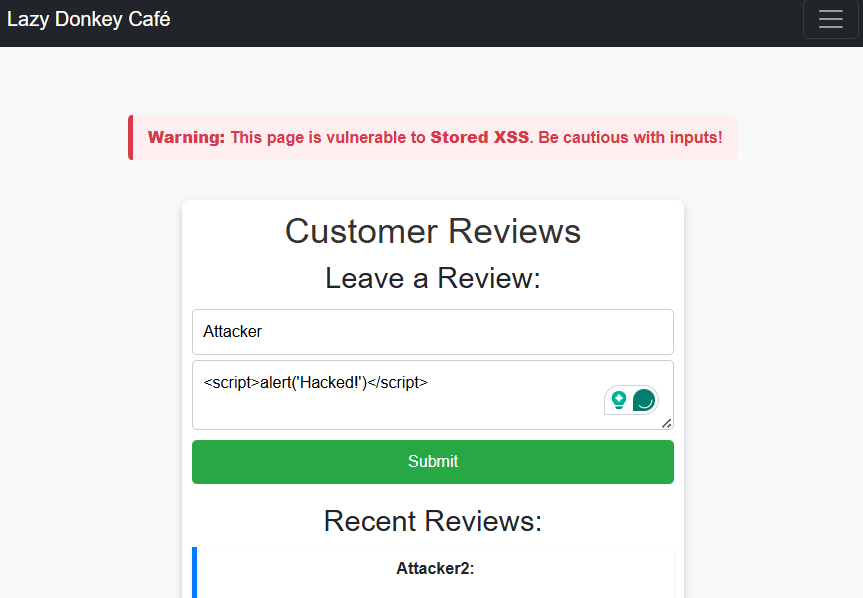 Lazy Donkey Café
Warning: This page is vulnerable to Stored XSS. Be cautious with inputs!
Customer Reviews
Leave a Review:
Attacker
<script>alert('Hacked!')</script>
Submit
Recent Reviews:
Attacker2: